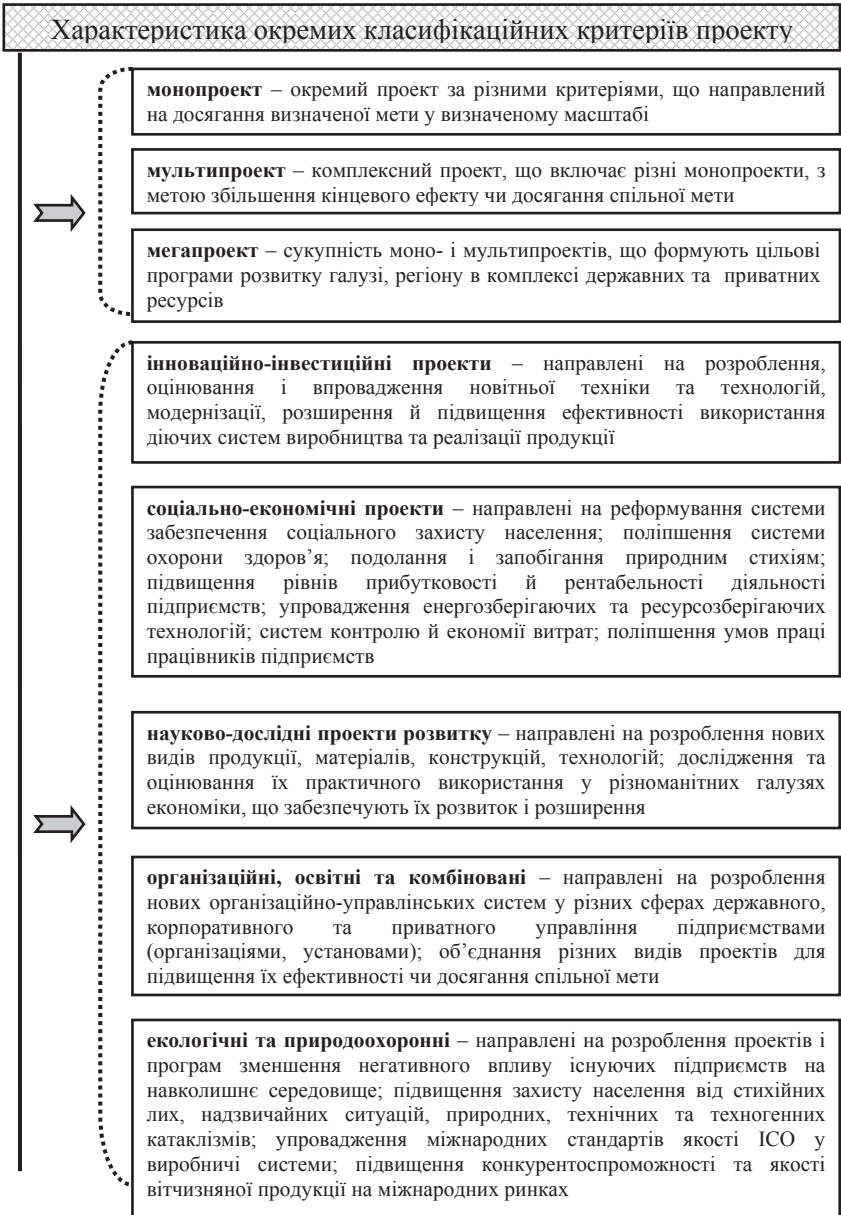 Характеристика окремих класифікаційних критеріїв проекту
монопроект – окремий проект за різними критеріями, що направлений
на досягання визначеної мети у визначеному масштабі
мультипроект – комплексний проект, що включає різні монопроекти, з
метою збільшення кінцевого ефекту чи досягання спільної мети
мегапроект – сукупність моно- і мультипроектів, що формують цільові
програми розвитку галузі, регіону в комплексі державних та приватних
ресурсів
інноваційно-інвестиційні проекти – направлені на розроблення,
оцінювання і впровадження новітньої техніки та технологій,
модернізації, розширення й підвищення ефективності використання
діючих систем виробництва та реалізації продукції
соціально-економічні проекти – направлені на реформування системи
забезпечення соціального захисту населення; поліпшення системи
охорони здоров’я; подолання і запобігання природним стихіям;
підвищення рівнів прибутковості й рентабельності діяльності
підприємств; упровадження енергозберігаючих та ресурсозберігаючих
технологій; систем контролю й економії витрат; поліпшення умов праці
працівників підприємств
науково-дослідні проекти розвитку – направлені на розроблення нових
видів продукції, матеріалів, конструкцій, технологій; дослідження та
оцінювання їх практичного використання у різноманітних галузях
економіки, що забезпечують їх розвиток і розширення
організаційні, освітні та комбіновані – направлені на розроблення
нових організаційно-управлінських систем у різних сферах державного,
корпоративного та приватного управління підприємствами
(організаціями, установами); об’єднання різних видів проектів для
підвищення їх ефективності чи досягання спільної мети
екологічні та природоохоронні – направлені на розроблення проектів і
програм зменшення негативного впливу існуючих підприємств на
навколишнє середовище; підвищення захисту населення від стихійних
лих, надзвичайних ситуацій, природних, технічних та техногенних
катаклізмів; упровадження міжнародних стандартів якості ІСО у
виробничі системи; підвищення конкурентоспроможності та якості
вітчизняної продукції на міжнародних ринках